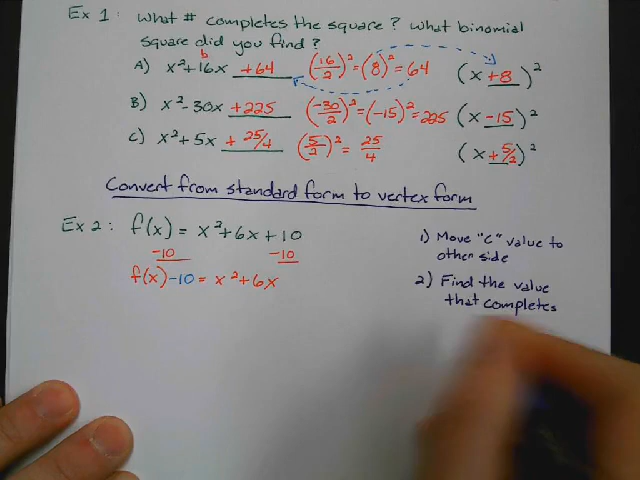 Ex 1: What # completes the square? What binomial
square did you find?
b
A) x²+16x +64 (16/2)²=(8)²=64 (x +8)²
B) x²-30x +225 (-30/2)²=(-15)²=225 (x -15)²
C) x²+5x + 25/4 (5/2)²= 25/4 (x +5/2)²
Convert from standard form to vertex form
Ex 2: f(x) = x²+6x+10
-10 -10
f(x)-10 = x²+6x
1) Move "C" value to
other side
2) Find the value
that completes